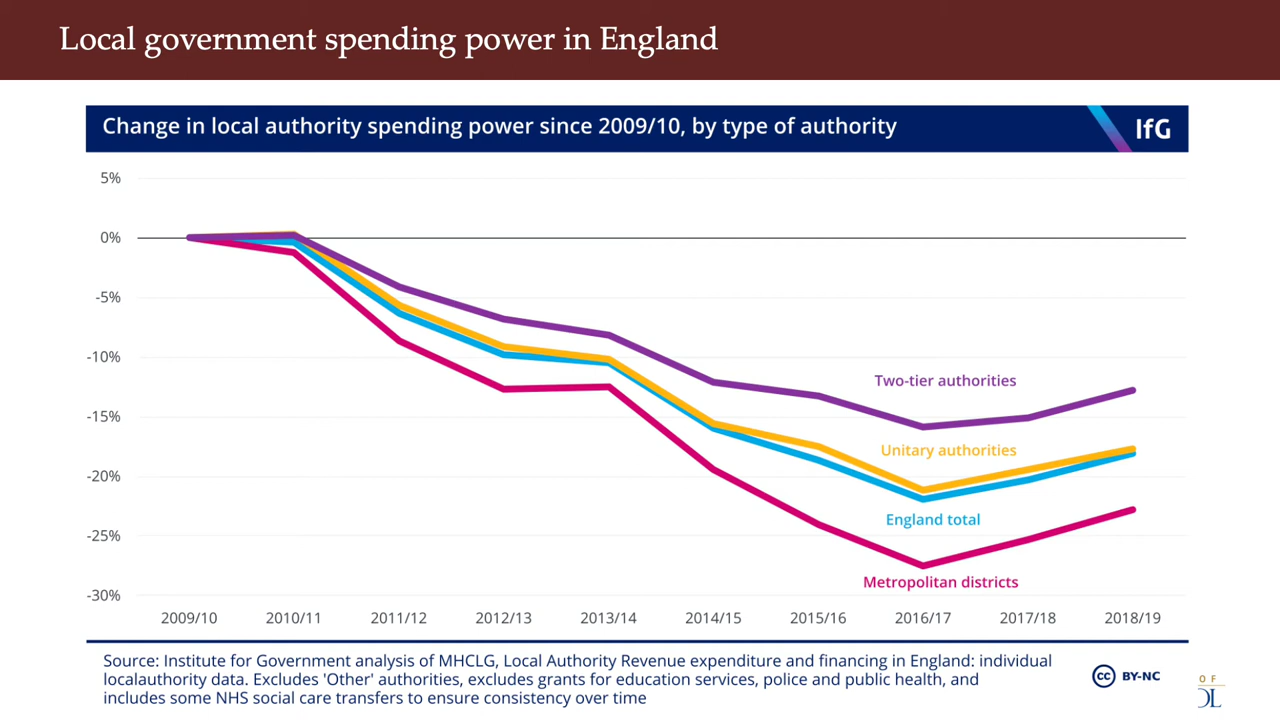 Local government spending power in England
Change in local authority spending power since 2009/10, by type of authority
IfG
5%
0%
-5%
-10%
-15%
-20%
-25%
-30%
Two-tier authorities
Unitary authorities
England total
Metropolitan districts
2009/10 2010/11 2011/12 2012/13 2013/14 2014/15 2015/16 2016/17 2017/18 2018/19
Source: Institute for Government analysis of MHCLG, Local Authority Revenue expenditure and financing in England: individual
localauthority data. Excludes 'Other' authorities, excludes grants for education services, police and public health, and
includes some NHS social care transfers to ensure consistency over time
cc BY-NC
OF